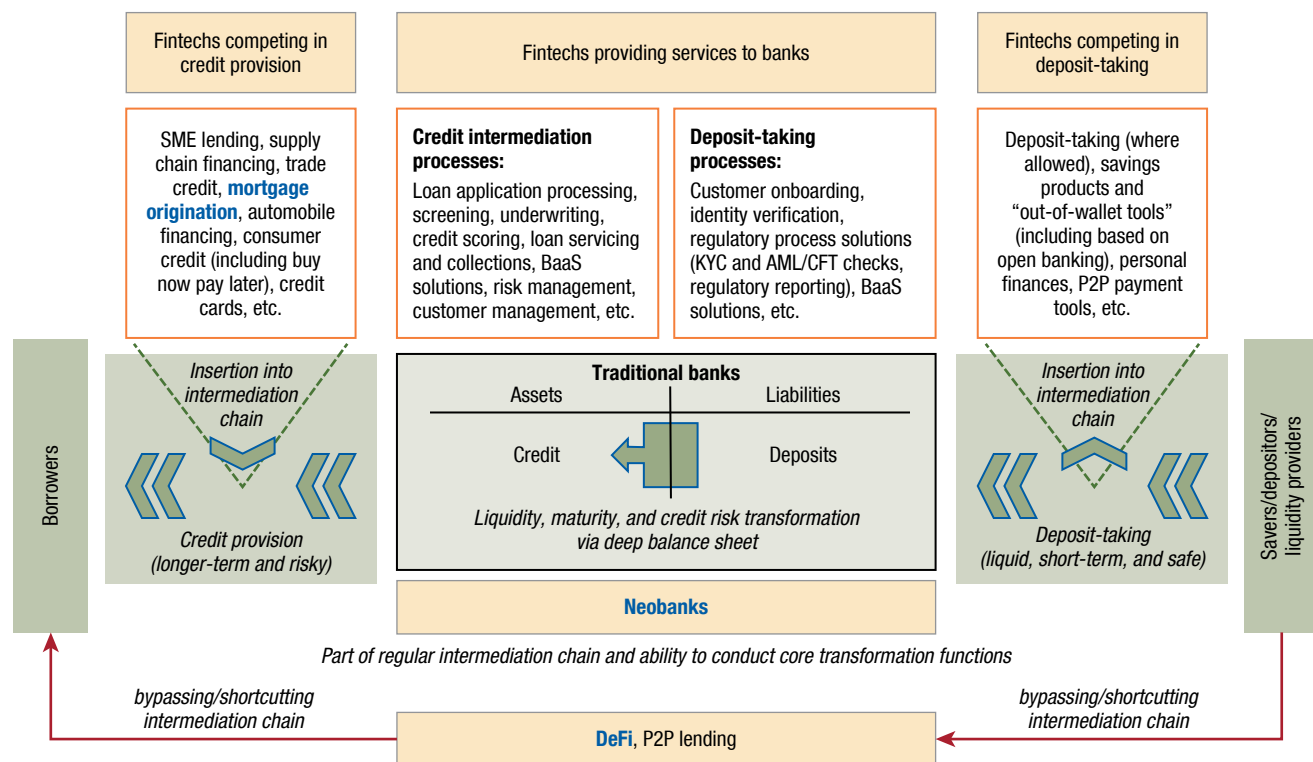 Fintechs competing in
credit provision
Fintechs providing services to banks
Fintechs competing in
deposit-taking
SME lending, supply
chain financing, trade
credit, mortgage
origination, automobile
financing, consumer
credit (including buy
now pay later), credit
cards, etc.
Credit intermediation
processes:
Loan application processing,
screening, underwriting,
credit scoring, loan servicing
and collections, BaaS
solutions, risk management,
customer management, etc.
Deposit-taking
processes:
Customer onboarding,
identity verification,
regulatory process solutions
(KYC and AML/CFT checks,
regulatory reporting), BaaS
solutions, etc.
Deposit-taking (where
allowed), savings
products and
“out-of-wallet tools”
(including based on
open banking), personal
finances, P2P payment
tools, etc.
Borrowers
Insertion into
intermediation
chain
Credit provision
(longer-term and risky)
Traditional banks
Assets
Liabilities
Credit
Deposits
Liquidity, maturity, and credit risk transformation
via deep balance sheet
Insertion into
intermediation
chain
Deposit-taking
(liquid, short-term, and safe)
Savers/depositors/
liquidity providers
Neobanks
Part of regular intermediation chain and ability to conduct core transformation functions
bypassing/shortcutting
intermediation chain
DeFi, P2P lending
bypassing/shortcutting
intermediation chain